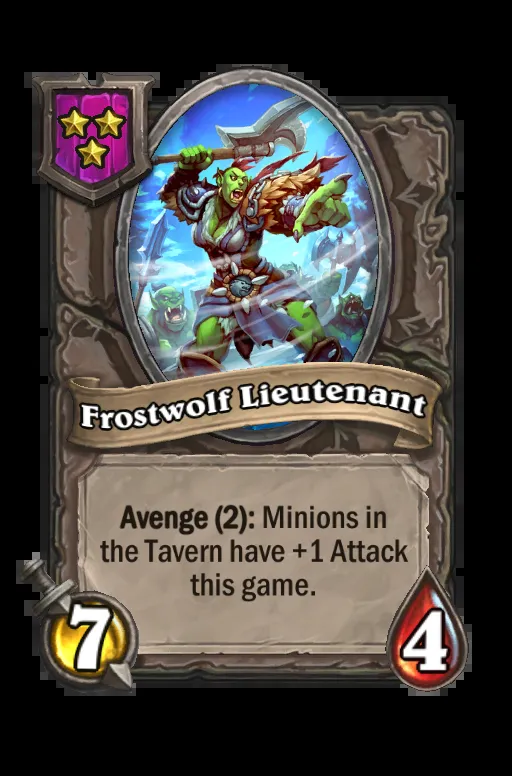 Frostwolf Lieutenant
Avenge (2): Minions in
the Tavern have +1 Attack
this game.
7
4